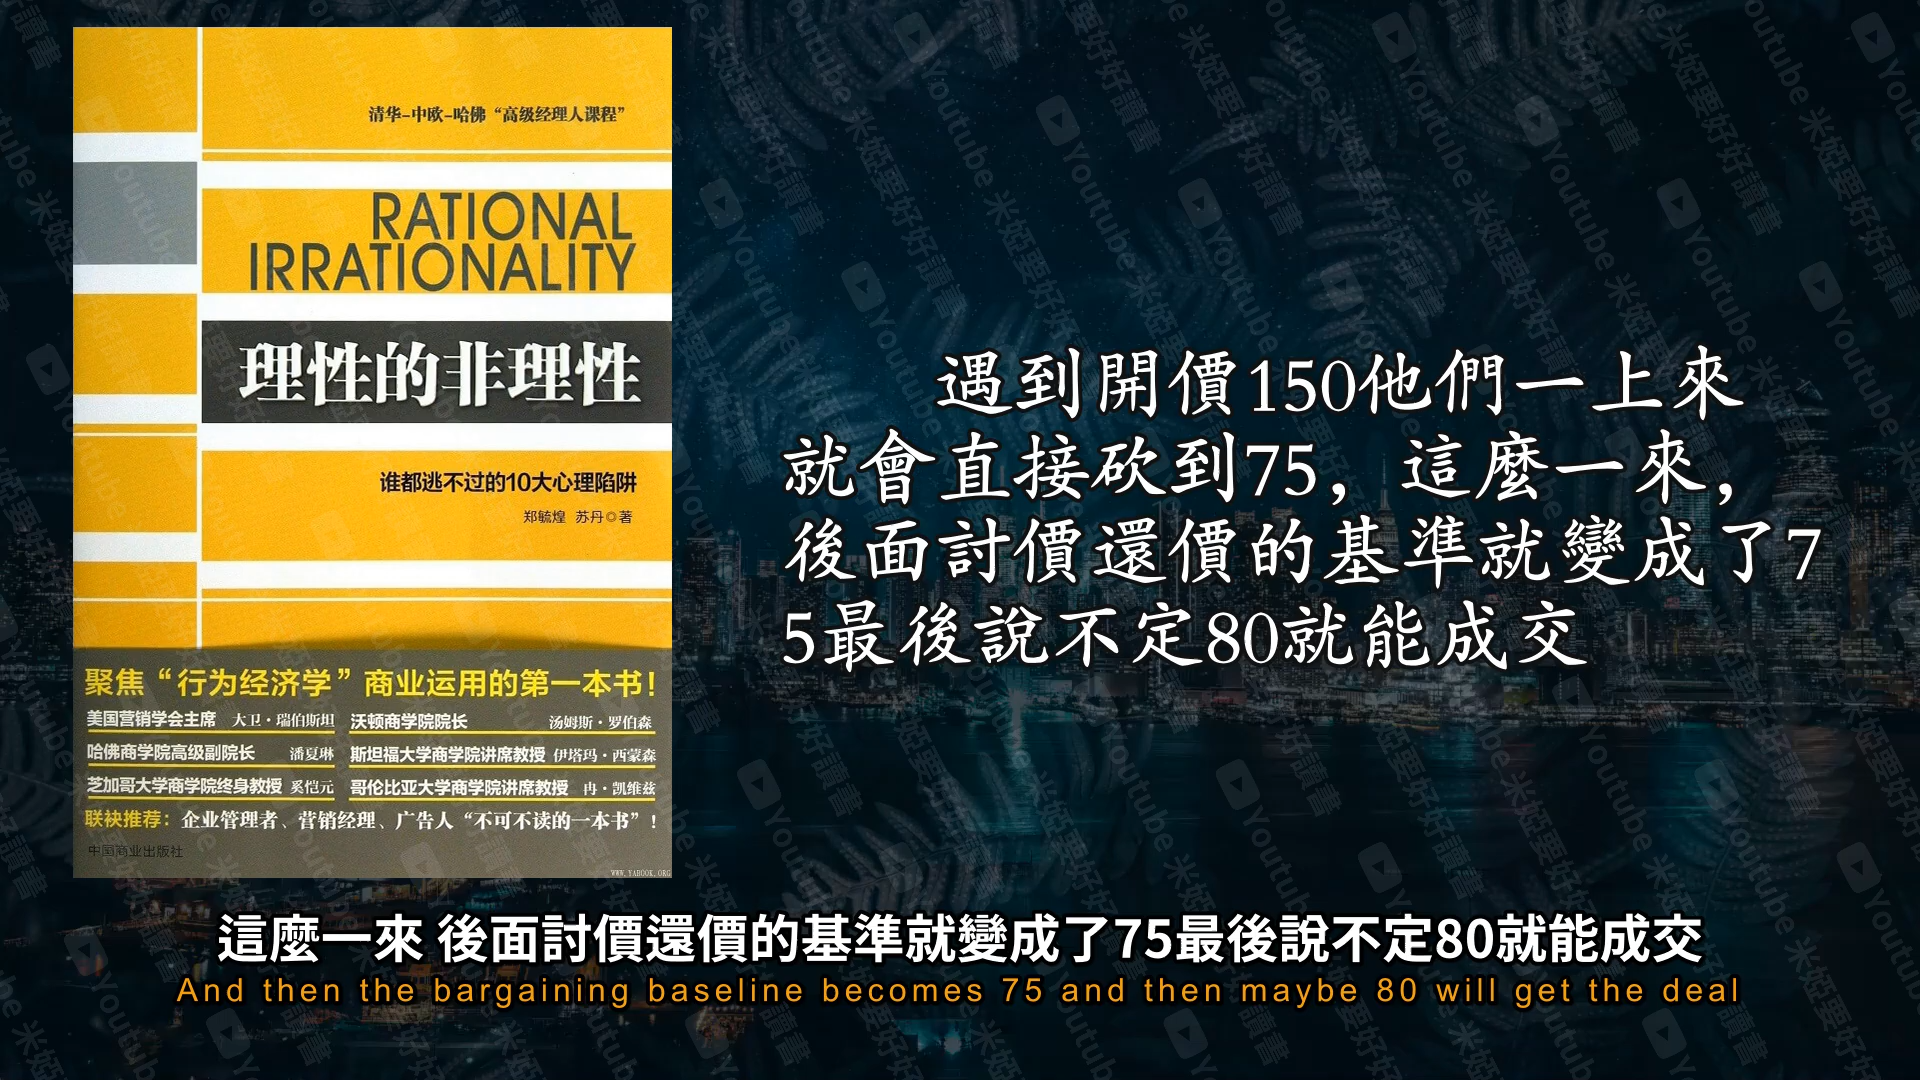 清华-中欧-哈佛“高级经理人课程”
RATIONAL
IRRATIONALITY
理性的非理性
谁都逃不过的10大心理陷阱
郑毓煌 苏丹◎著
聚焦“行为经济学”商业运用的第一本书！
美国营销学会主席 大卫·瑞伯斯坦 沃顿商学院院长 汤姆斯·罗伯森
哈佛商学院高级副院长 潘夏琳 斯坦福大学商学院讲席教授 伊塔玛·西蒙森
芝加哥大学商学院终身教授 奚恺元 哥伦比亚大学商学院讲席教授 冉·凯维兹
联袂推荐：企业管理者、营销经理、广告人“不可不读的一本书”！
中国商业出版社
WWW.YABOOK.ORG
遇到開價150他們一上來
就會直接砍到75，這麼一來，
後面討價還價的基準就變成了7
5最後說不定80就能成交
這麼一來 後面討價還價的基準就變成了75最後說不定80就能成交
And then the bargaining baseline becomes 75 and then maybe 80 will get the deal
Youtube 米婭要好好讀書